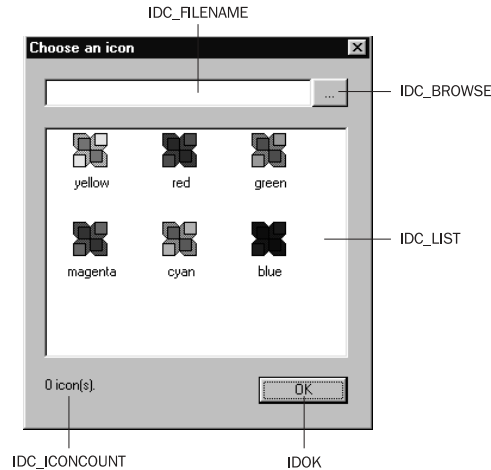 IDC_FILENAME
Choose an icon
...
IDC_BROWSE
yellow red green
IDC_LIST
magenta cyan blue
0 icon(s).
OK
IDC_ICONCOUNT
IDOK